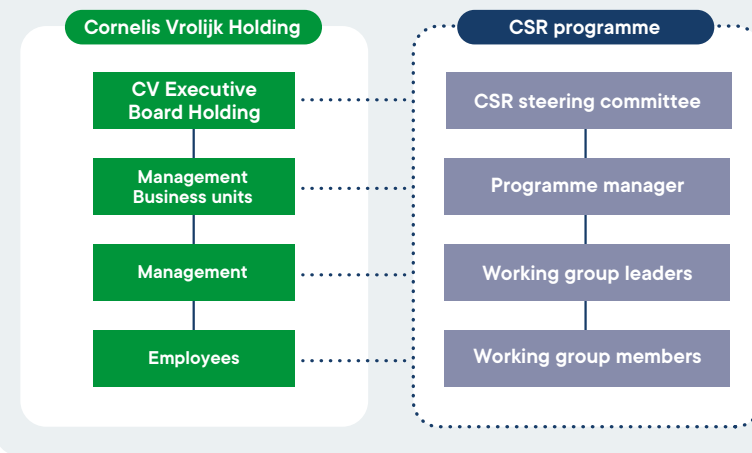 Cornelis Vrolijk Holding
CV Executive
Board Holding
Management
Business units
Management
Employees
CSR programme
CSR steering committee
Programme manager
Working group leaders
Working group members